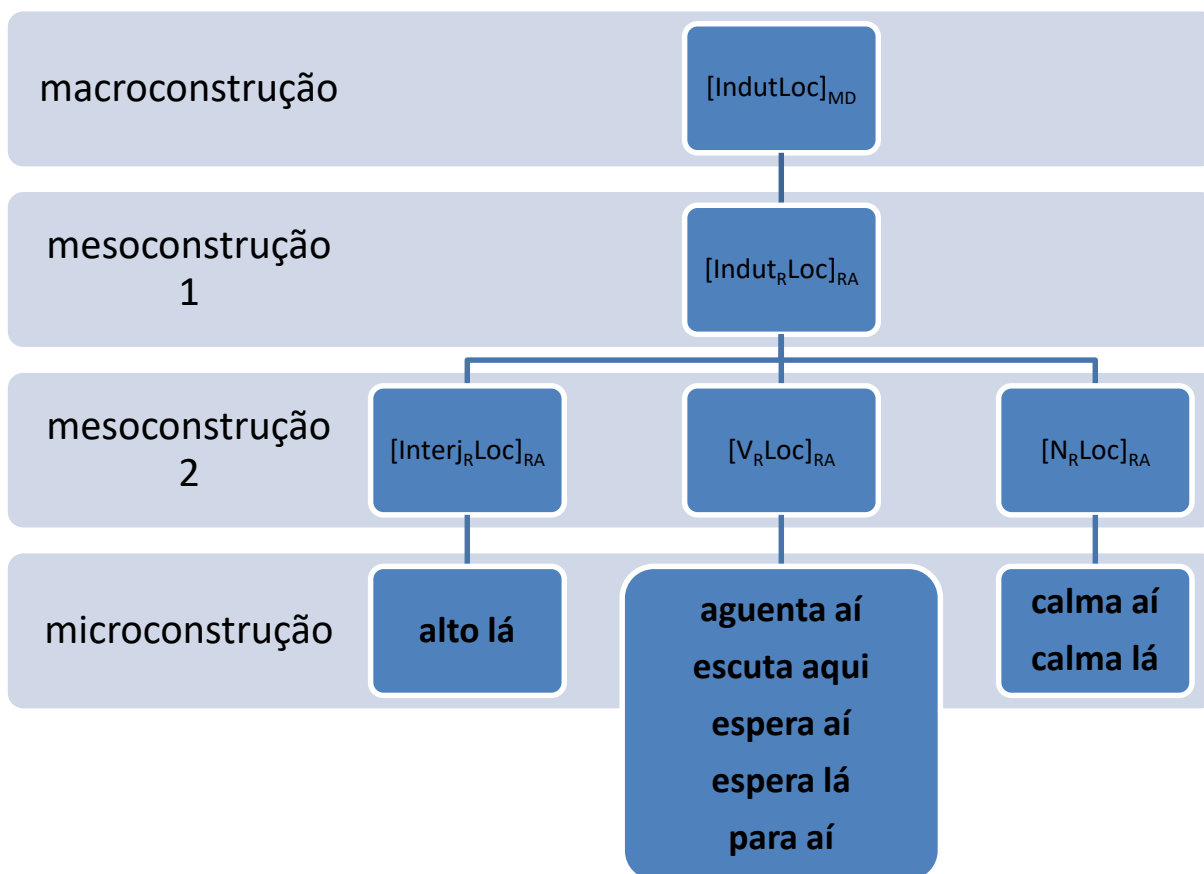 macroconstrução
[IndutLoc]MD
mesoconstrução
1
[IndutRLoc]RA
mesoconstrução
2
[InterjRLoc]RA
[VRLoc]RA
[NRLoc]RA
microconstrução
alto lá
aguenta aí
escuta aqui
espera aí
espera lá
para aí
calma aí
calma lá